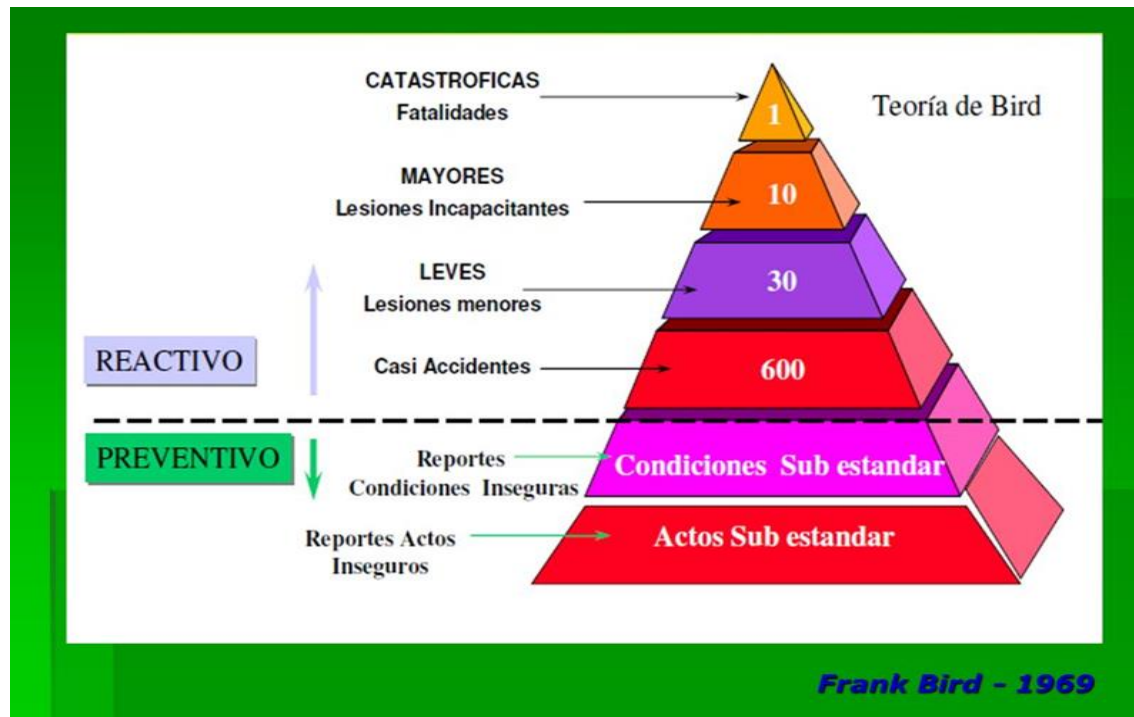 CATASTROFICAS
Fatalidades
1
Teoría de Bird
MAYORES
Lesiones Incapacitantes
10
LEVES
Lesiones menores
30
REACTIVO
Casi Accidentes
600
PREVENTIVO
Reportes
Condiciones Inseguras
Condiciones Sub estandar
Reportes Actos
Inseguros
Actos Sub estandar
Frank Bird - 1969